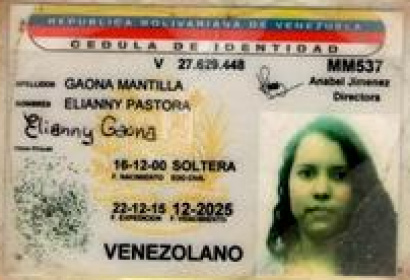 REPUBLICA BOLIVARIANA DE VENEZUELA
CEDULA DE IDENTIDAD
V 27.629.448 MM537
APELLIDOS GAONA MANTILLA
Anabel Jimenez
Directora
NOMBRES ELIANNY PASTORA
Elianny Gaona
16-12-00 SOLTERA
F. NACIMIENTO EDO CIVIL
22-12-15 12-2025
F. EXPEDICION F. VENCIMIENTO
VENEZOLANO